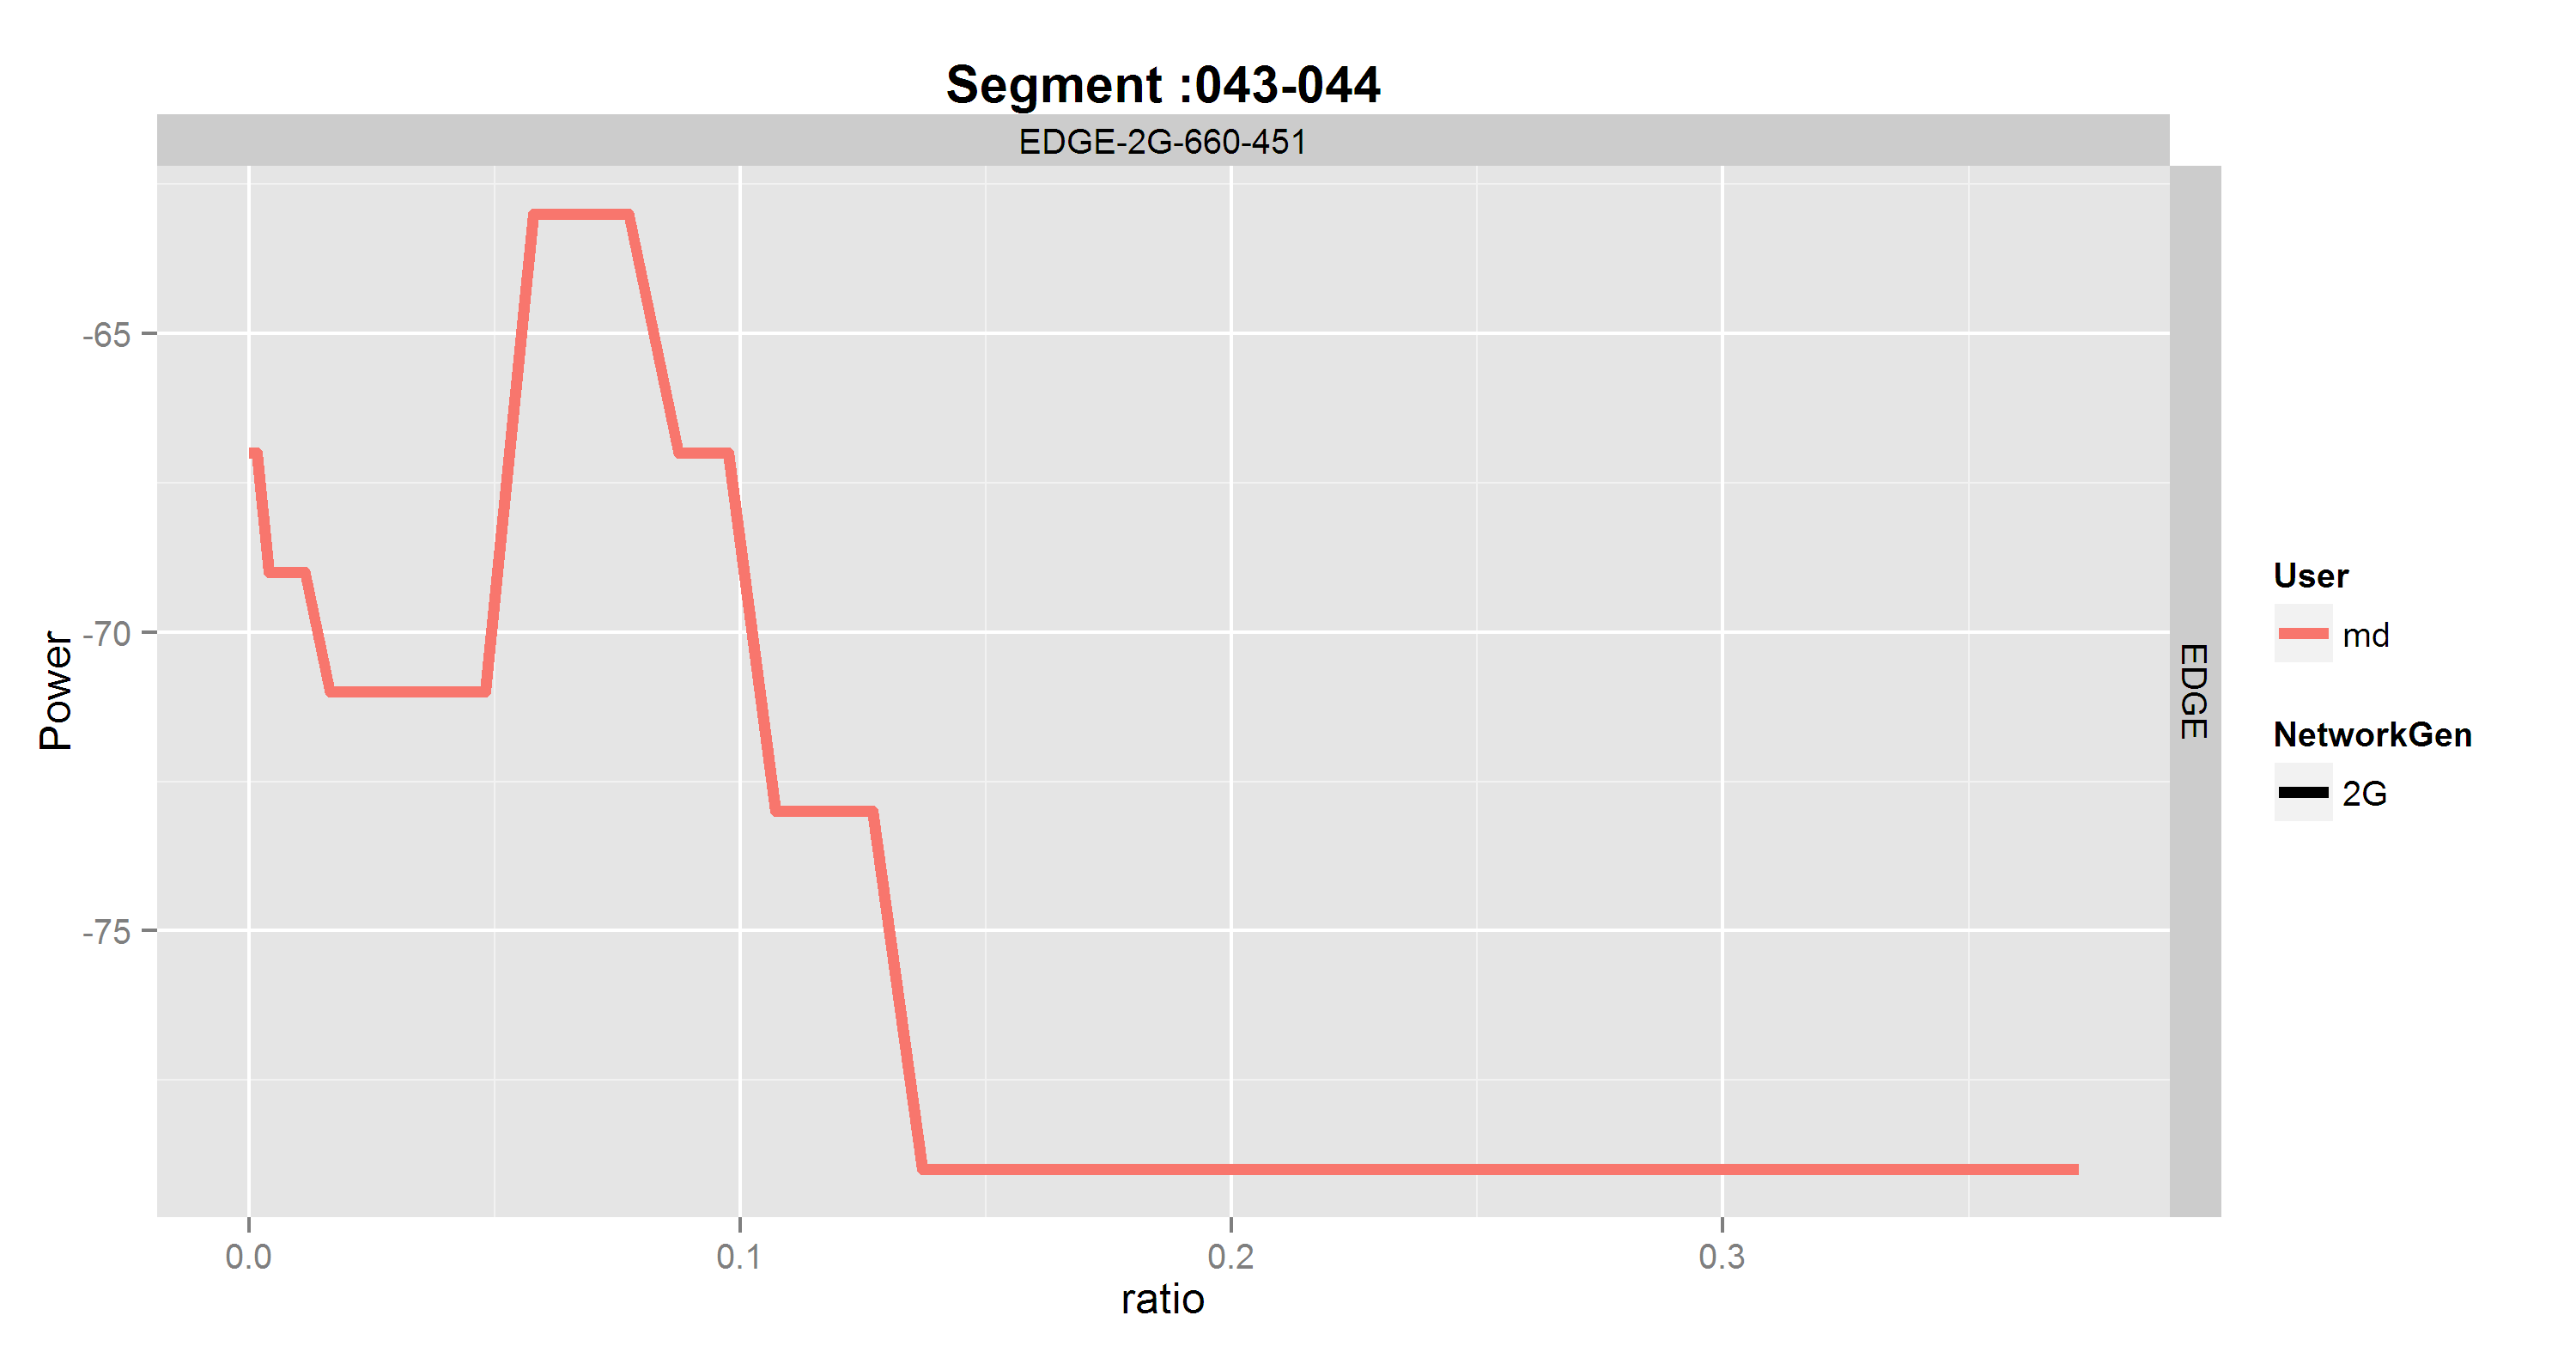 Segment :043-044
EDGE-2G-660-451
EDGE
Power
-65
-70
-75
0.0 0.1 0.2 0.3
ratio
User
md
NetworkGen
2G